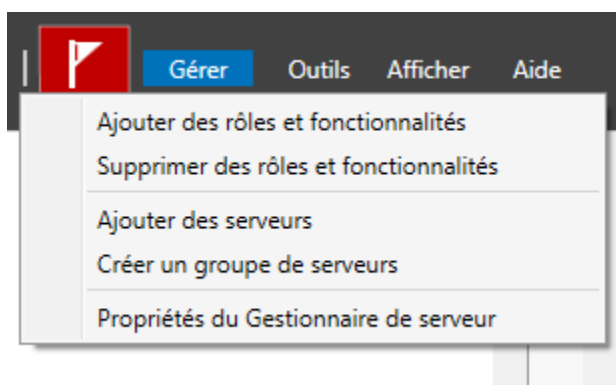 Gérer Outils Afficher Aide
Ajouter des rôles et fonctionnalités
Supprimer des rôles et fonctionnalités
Ajouter des serveurs
Créer un groupe de serveurs
Propriétés du Gestionnaire de serveur